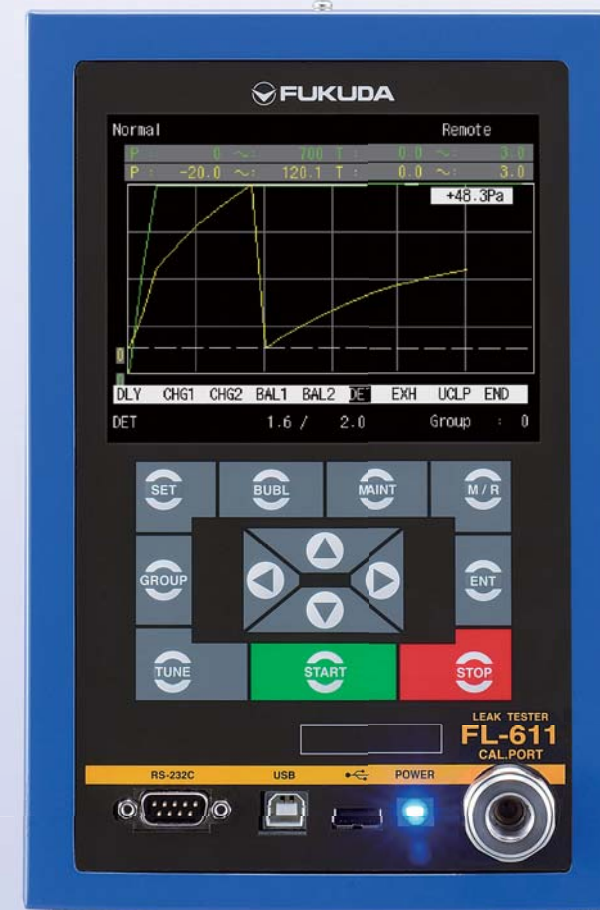 FUKUDA
Normal Remote
P : 0 ~: 700 T : 0.0 ~: 3.0
P : -20.0 ~: 120.1 T : 0.0 ~: 3.0
+48.3Pa
0
DLY CHG1 CHG2 BAL1 BAL2 DET EXH UCLP END
DET 1.6 / 2.0 Group : 0
SET BUBL MAINT M / R
GROUP ENT
TUNE START STOP
LEAK TESTER
FL-611
CAL.PORT
RS-232C USB POWER